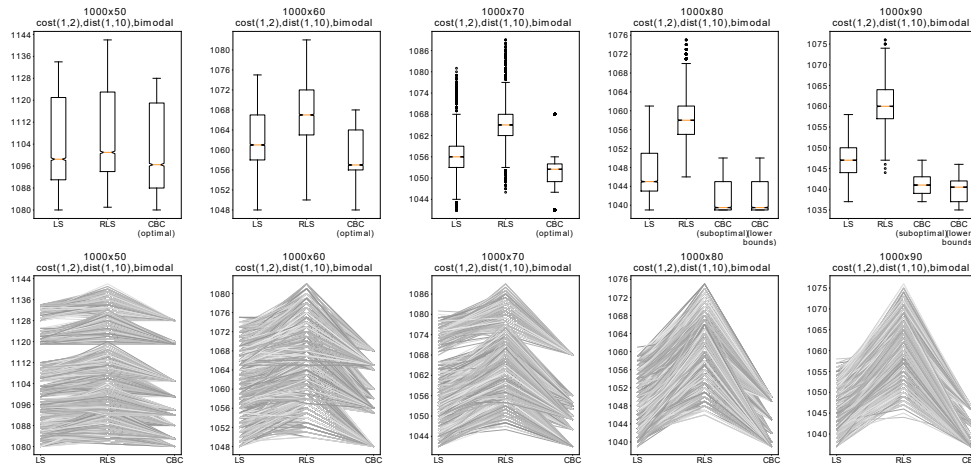 1000x50
cost(1,2),dist(1,10),bimodal
1144
1136
1128
1120
1112
1104
1096
1088
1080
LS
RLS
CBC
(optimal)
1000x60
cost(1,2),dist(1,10),bimodal
1080
1076
1072
1068
1064
1060
1056
1052
1048
LS
RLS
CBC
(optimal)
1000x70
cost(1,2),dist(1,10),bimodal
1086
1080
1074
1068
1062
1056
1050
1044
LS
RLS
CBC
(optimal)
1000x80
cost(1,2),dist(1,10),bimodal
1076
1072
1068
1064
1060
1056
1052
1048
1044
1040
LS
RLS
CBC
(suboptimal)
CBC
(lower
bounds)
1000x90
cost(1,2),dist(1,10),bimodal
1075
1070
1065
1060
1055
1050
1045
1040
1035
LS
RLS
CBC
(suboptimal)
CBC
(lower
bounds)
1000x50
cost(1,2),dist(1,10),bimodal
1144
1136
1128
1120
1112
1104
1096
1088
1080
LS
RLS
CBC
1000x60
cost(1,2),dist(1,10),bimodal
1080
1076
1072
1068
1064
1060
1056
1052
1048
LS
RLS
CBC
1000x70
cost(1,2),dist(1,10),bimodal
1086
1080
1074
1068
1062
1056
1050
1044
LS
RLS
CBC
1000x80
cost(1,2),dist(1,10),bimodal
1076
1072
1068
1064
1060
1056
1052
1048
1044
1040
LS
RLS
CBC
1000x90
cost(1,2),dist(1,10),bimodal
1075
1070
1065
1060
1055
1050
1045
1040
LS
RLS